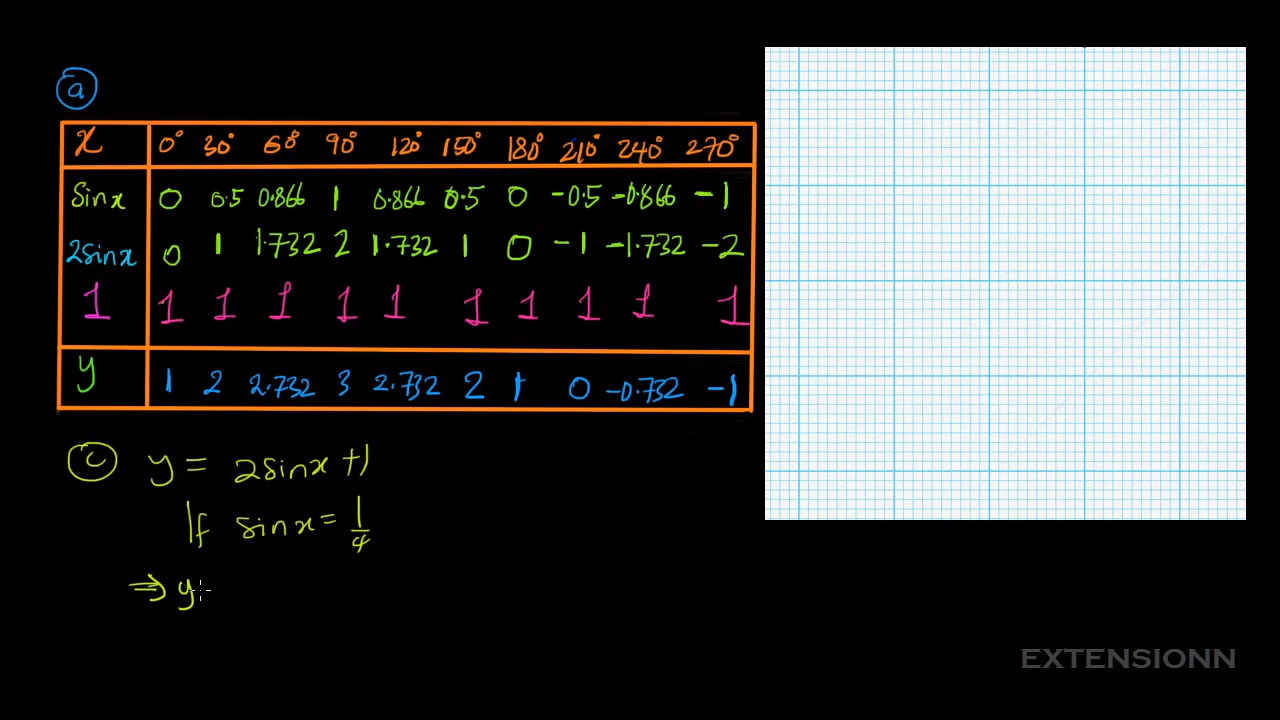 a
x 0° 30° 60° 90° 120° 150° 180° 210° 240° 270°
sinx 0 0.5 0.866 1 0.866 0.5 0 -0.5 -0.866 -1
2sinx 0 1 1.732 2 1.732 1 0 -1 -1.732 -2
1 1 1 1 1 1 1 1 1 1 1
y 1 2 2.732 3 2.732 2 1 0 -0.732 -1
c y = 2sinx+1
If sinx = 1/4
⇒ y
EXTENSIONN